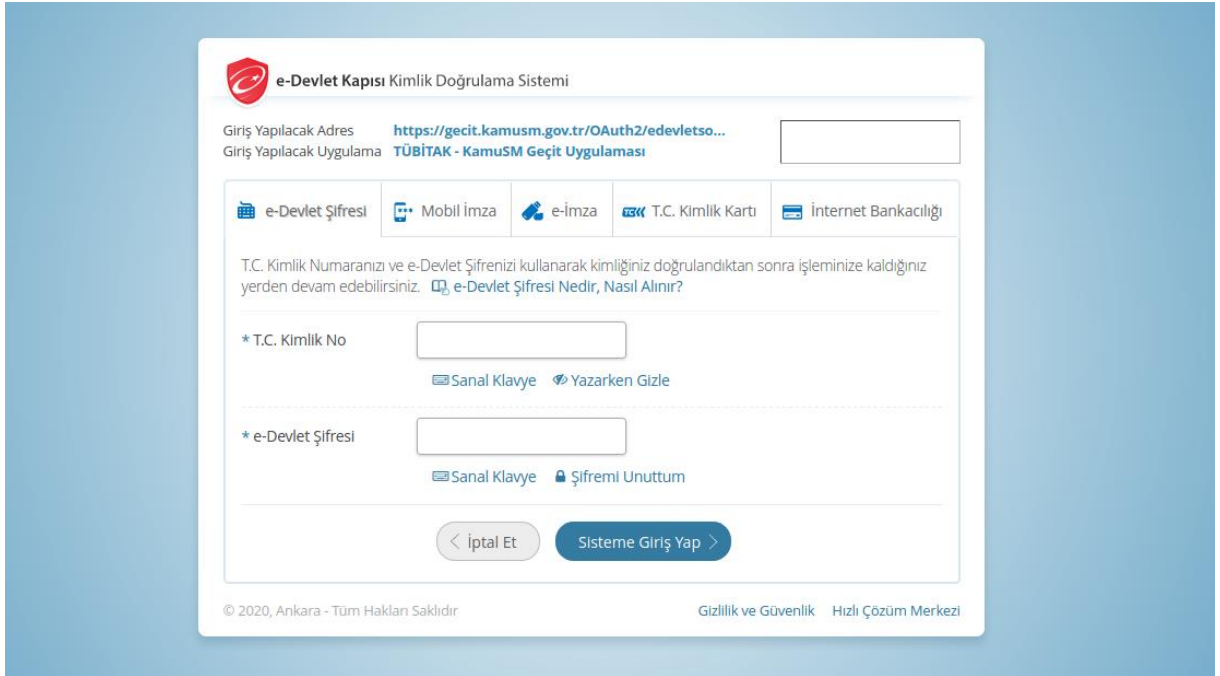 e-Devlet Kapısı Kimlik Doğrulama Sistemi
Giriş Yapılacak Adres https://gecit.kamusm.gov.tr/OAuth2/edevletso...
Giriş Yapılacak Uygulama TÜBİTAK - KamuSM Geçit Uygulaması
e-Devlet Şifresi Mobil İmza e-İmza T.C. Kimlik Kartı İnternet Bankacılığı
T.C. Kimlik Numaranızı ve e-Devlet Şifrenizi kullanarak kimliğiniz doğrulandıktan sonra işleminize kaldığınız
yerden devam edebilirsiniz. e-Devlet Şifresi Nedir, Nasıl Alınır?
* T.C. Kimlik No
Sanal Klavye Yazarken Gizle
* e-Devlet Şifresi
Sanal Klavye Şifremi Unuttum
İptal Et Sisteme Giriş Yap
© 2020, Ankara - Tüm Hakları Saklıdır Gizlilik ve Güvenlik Hızlı Çözüm Merkezi